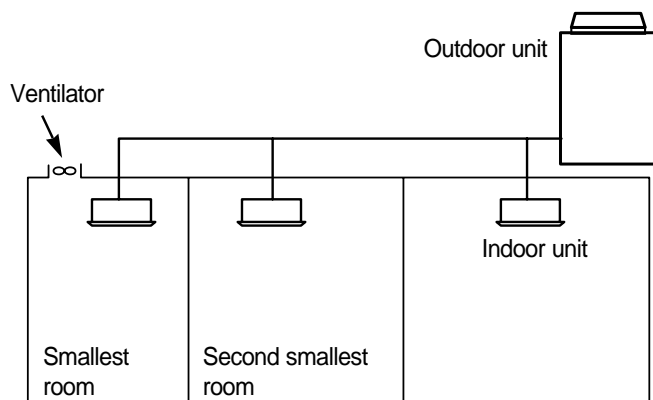 Outdoor unit
Ventilator
Indoor unit
Smallest
room
Second smallest
room